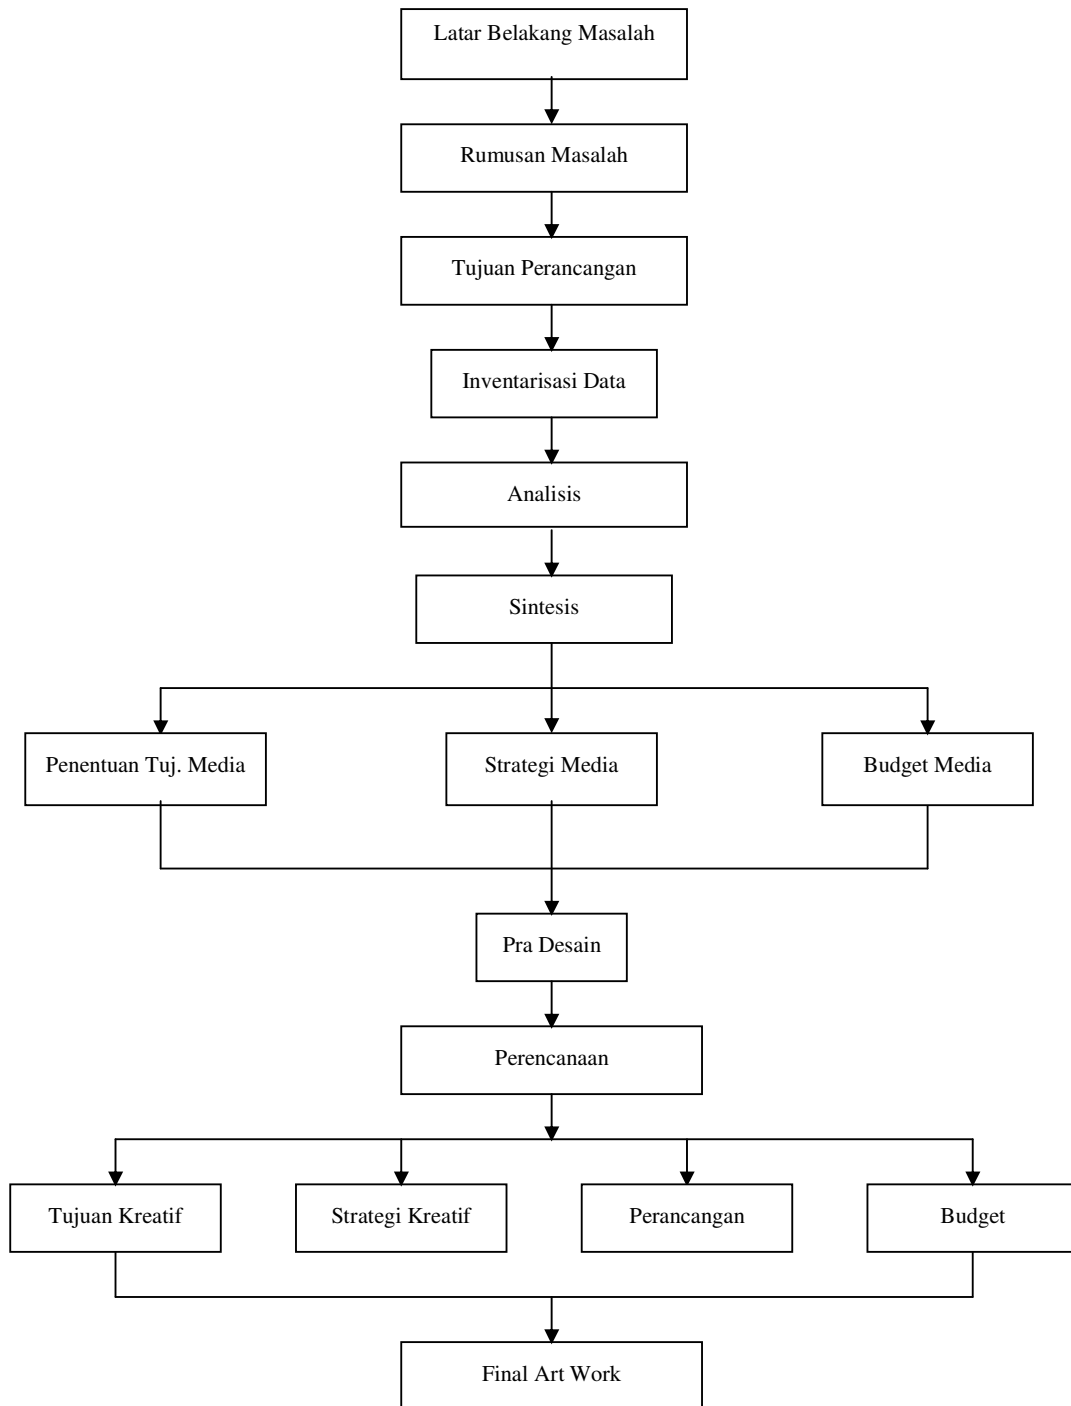 Latar Belakang Masalah
Rumusan Masalah
Tujuan Perancangan
Inventarisasi Data
Analisis
Sintesis
Penentuan Tuj. Media
Strategi Media
Budget Media
Pra Desain
Perencanaan
Tujuan Kreatif
Strategi Kreatif
Perancangan
Budget
Final Art Work